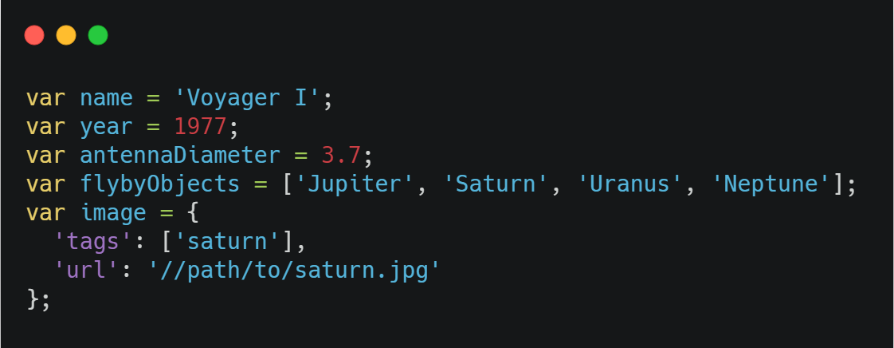 var name = 'Voyager I';
var year = 1977;
var antennaDiameter = 3.7;
var flybyObjects = ['Jupiter', 'Saturn', 'Uranus', 'Neptune'];
var image = {
  'tags': ['saturn'],
  'url': '//path/to/saturn.jpg'
};